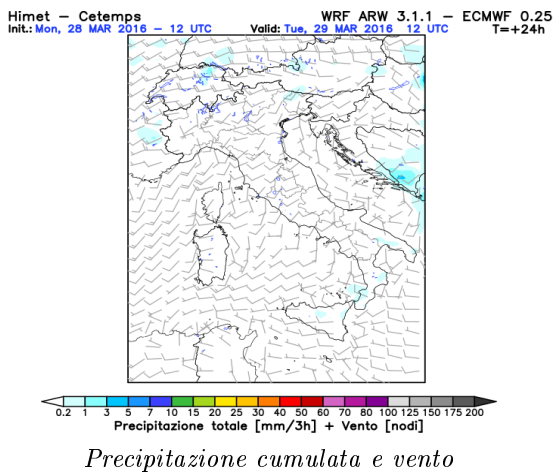 Himet – Cetemps WRF ARW 3.1.1 – ECMWF 0.25
Init.: Mon, 28 MAR 2016 – 12 UTC Valid: Tue, 29 MAR 2016 12 UTC T=+24h
0.2 1 3 5 7 10 15 20 25 30 40 50 60 70 80 100 125 150 175 200
Precipitazione totale [mm/3h] + Vento [nodi]
Precipitazione cumulata e vento